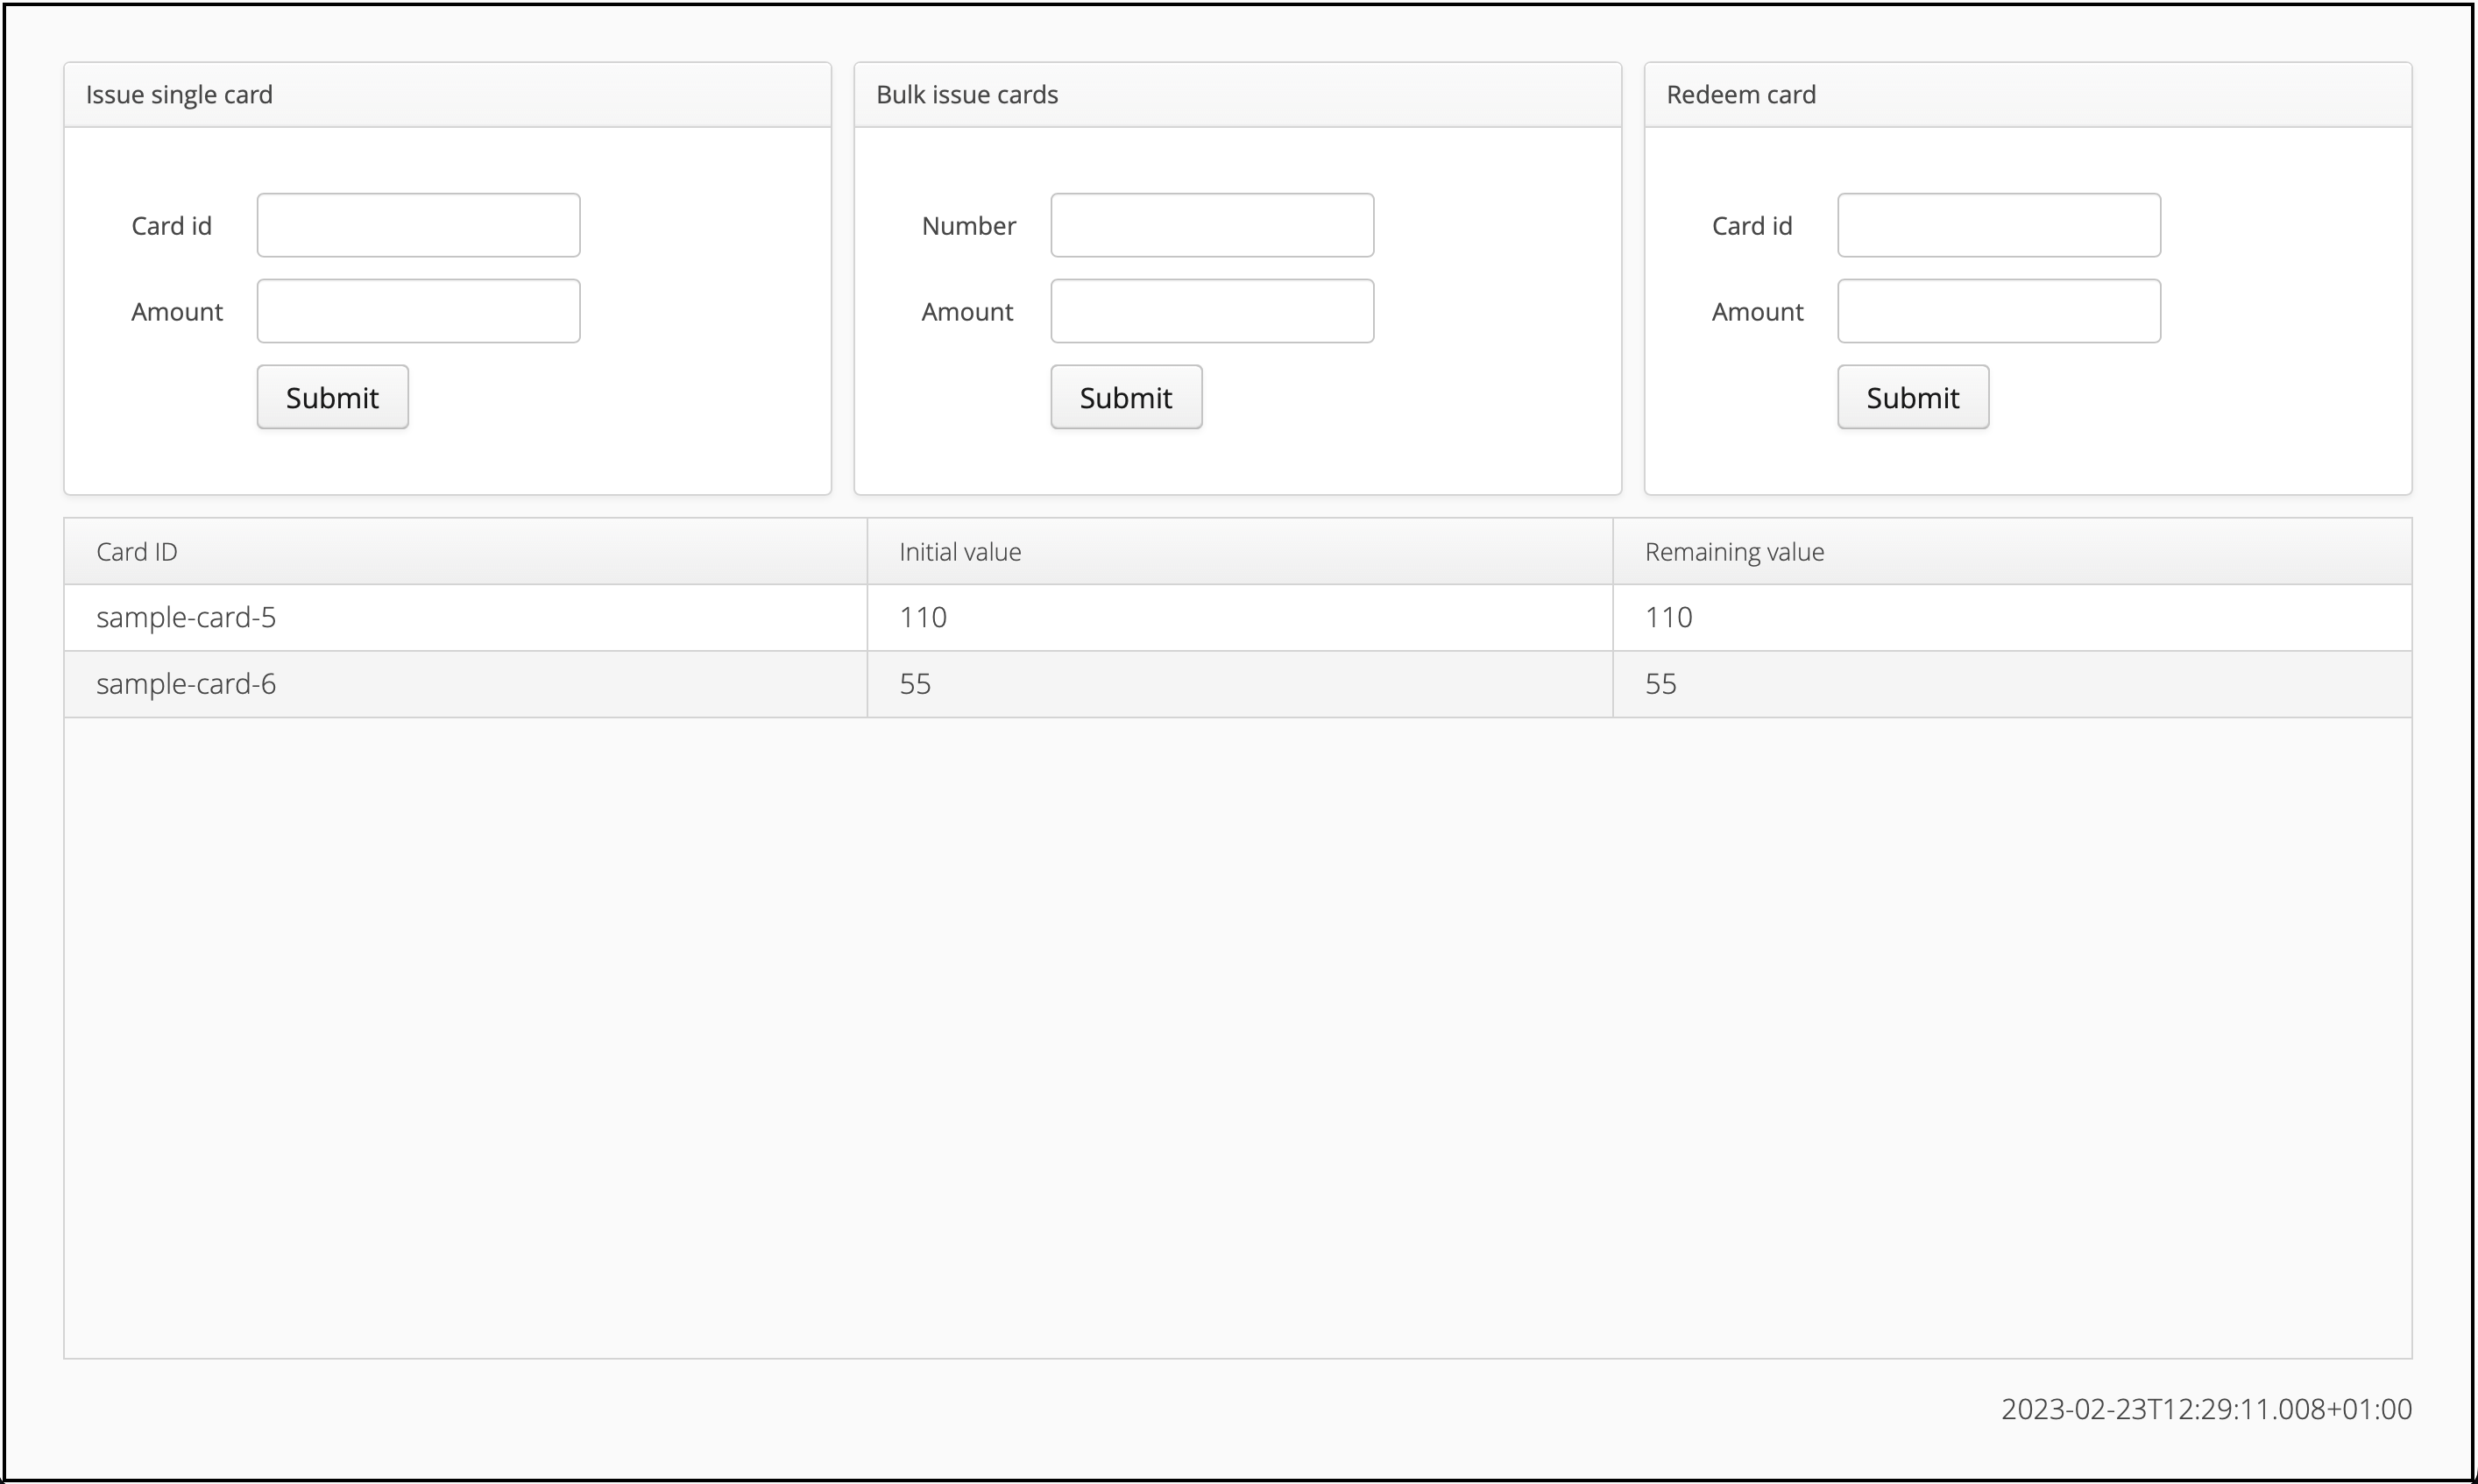 Issue single card
Card id
Amount
Submit
Bulk issue cards
Number
Amount
Submit
Redeem card
Card id
Amount
Submit
Card ID Initial value Remaining value
sample-card-5 110 110
sample-card-6 55 55
2023-02-23T12:29:11.008+01:00